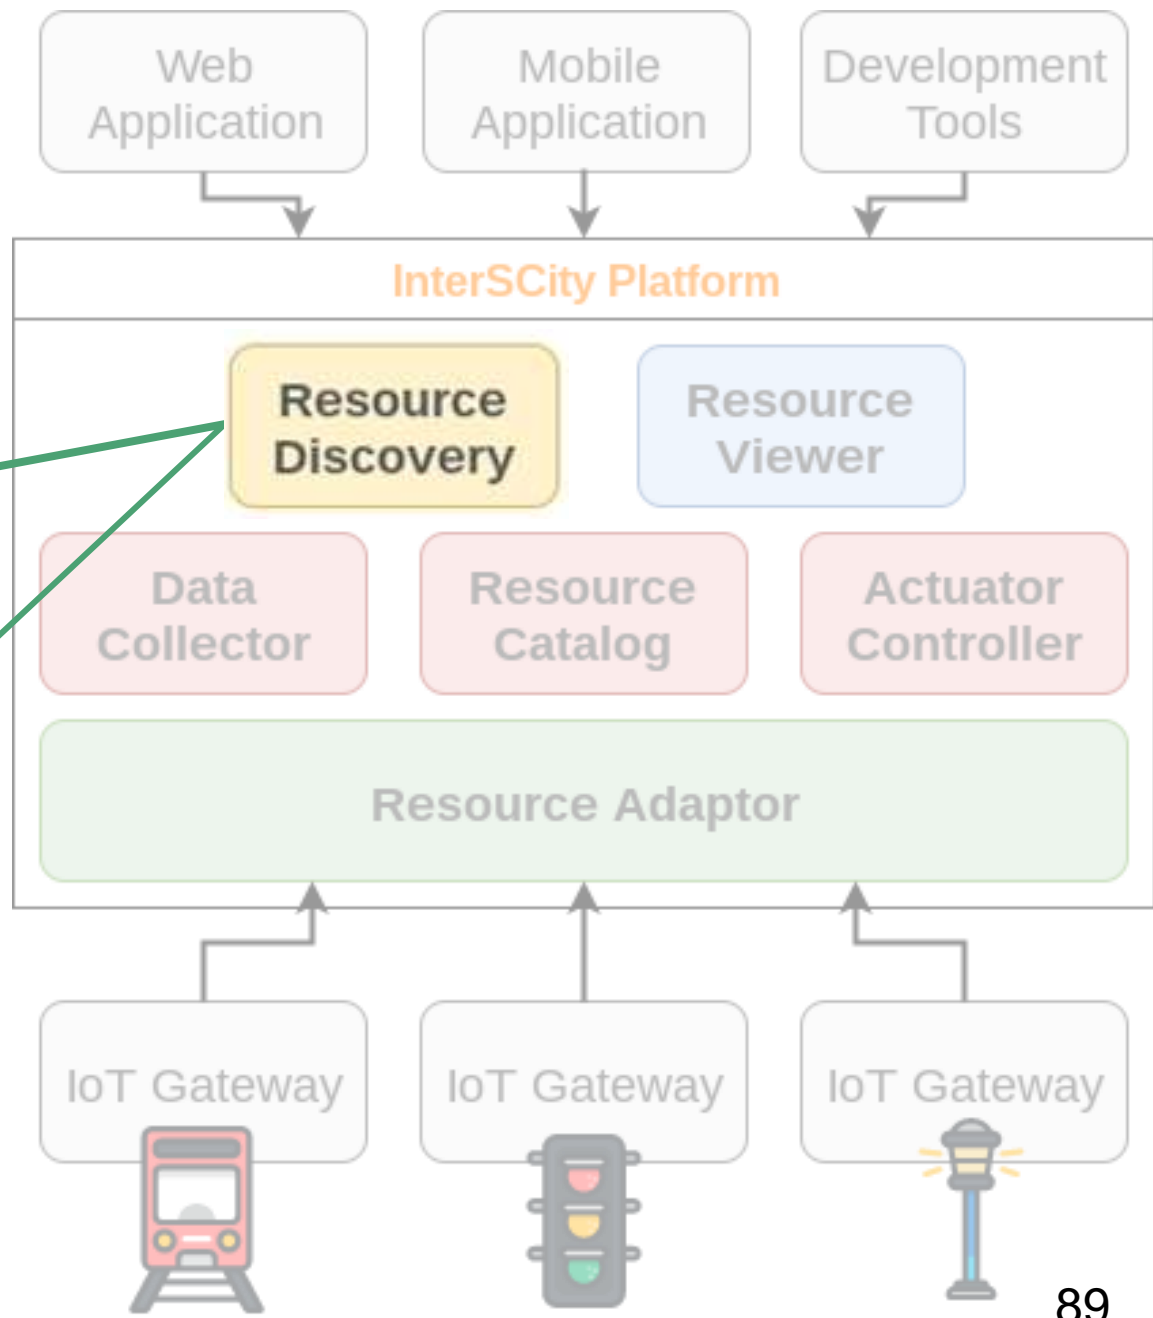 Web
Application
Mobile
Application
Development
Tools
InterSCity Platform
Resource
Discovery
Resource
Viewer
Data
Collector
Resource
Catalog
Actuator
Controller
Resource Adaptor
IoT Gateway
IoT Gateway
IoT Gateway
89